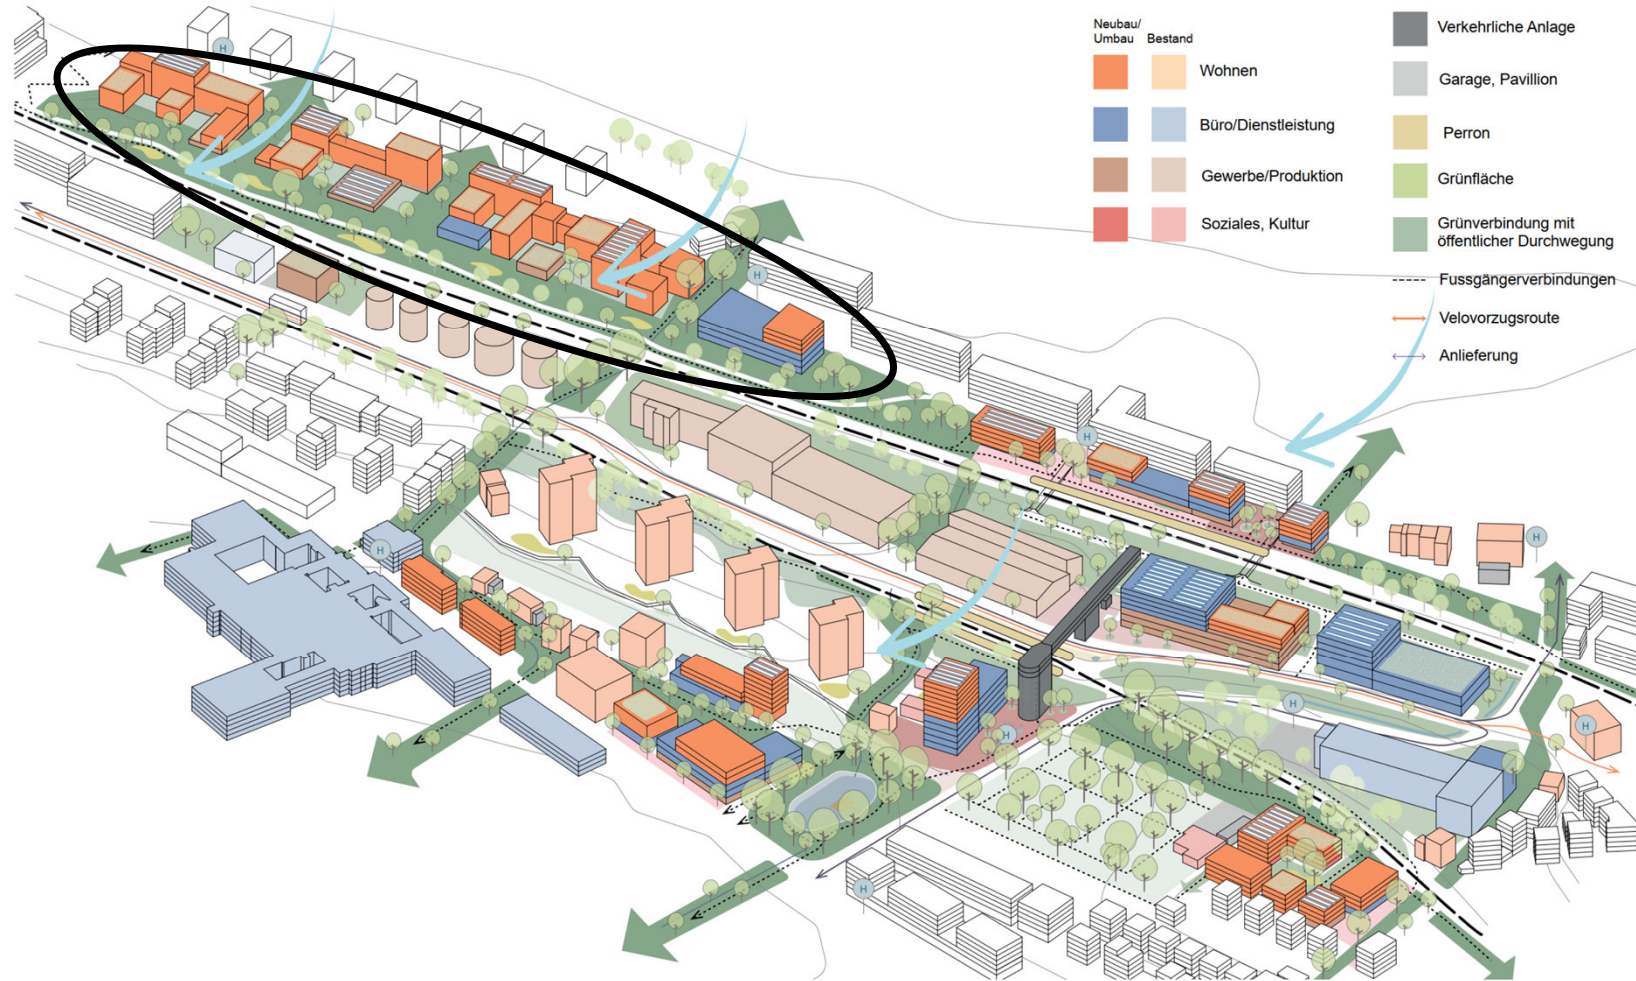 Neubau/
Umbau Bestand
Wohnen
Büro/Dienstleistung
Gewerbe/Produktion
Soziales, Kultur
Verkehrliche Anlage
Garage, Pavillion
Perron
Grünfläche
Grünverbindung mit
öffentlicher Durchwegung
Fussgängerverbindungen
Velovorzugsroute
Anlieferung
H
H
H
H
H
H
H
H
H